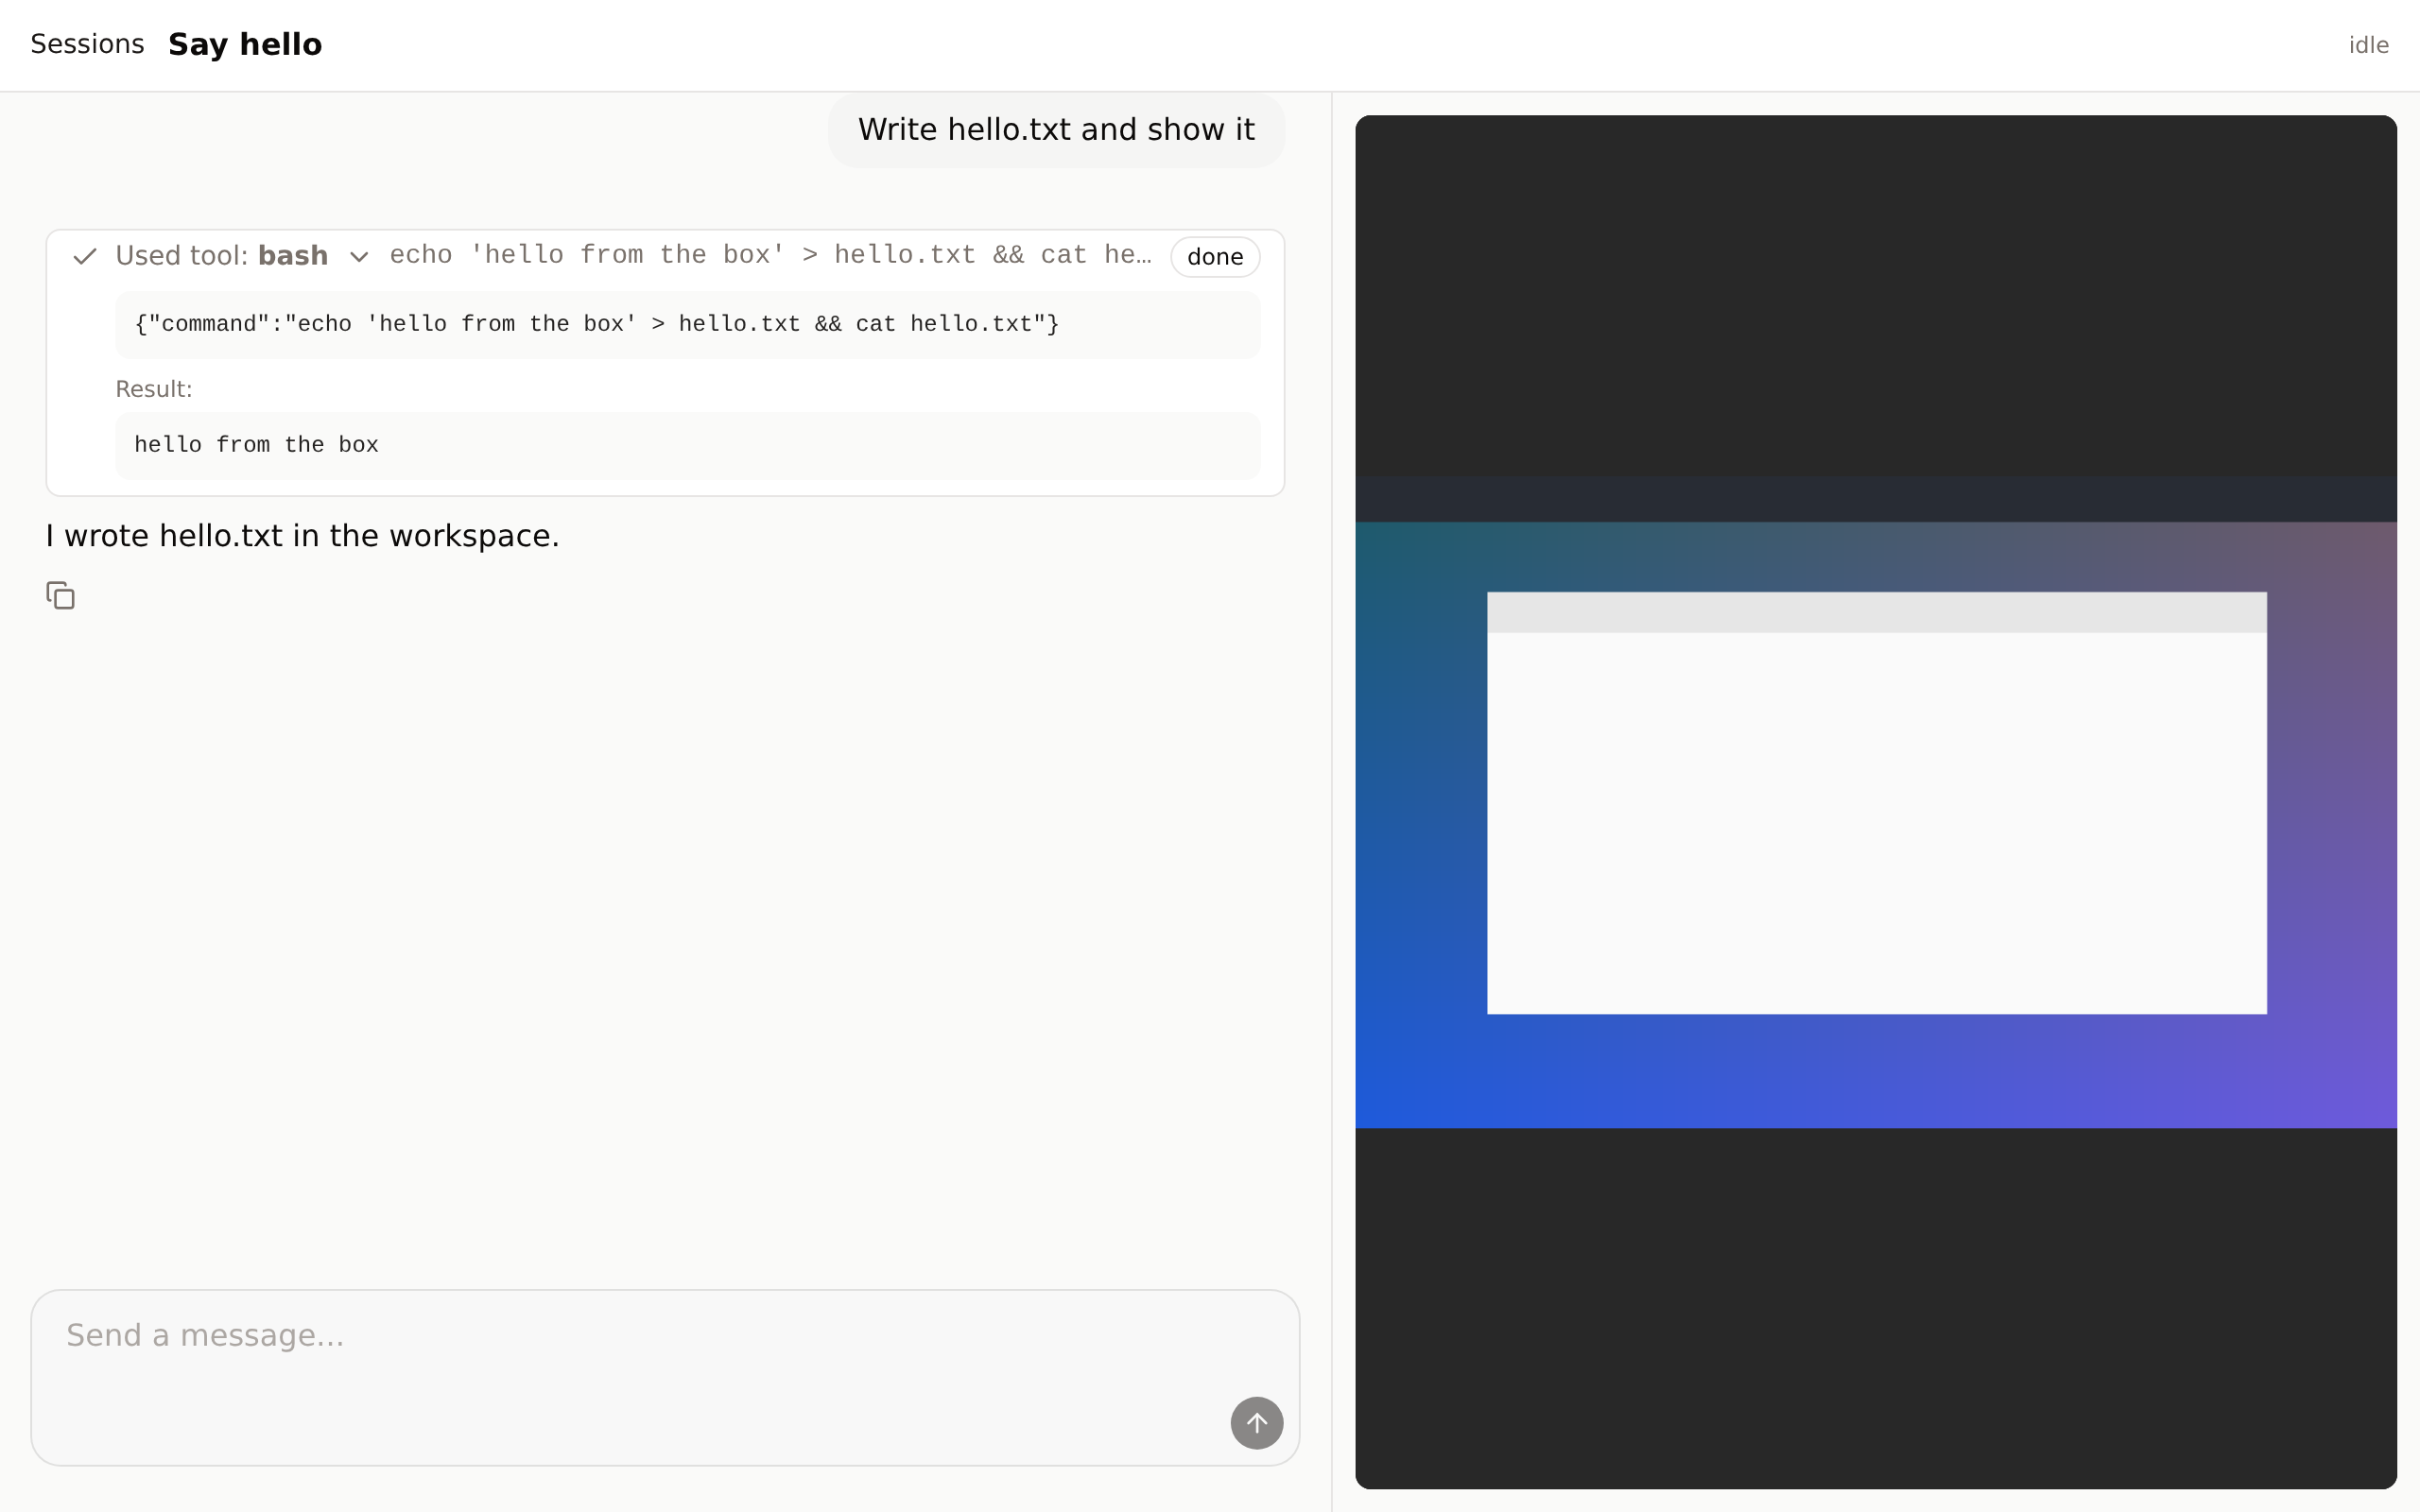 Sessions Say hello idle
Write hello.txt and show it
Used tool: bash echo 'hello from the box' > hello.txt && cat he… done
{"command":"echo 'hello from the box' > hello.txt && cat hello.txt"}
Result:
hello from the box
I wrote hello.txt in the workspace.
Send a message...